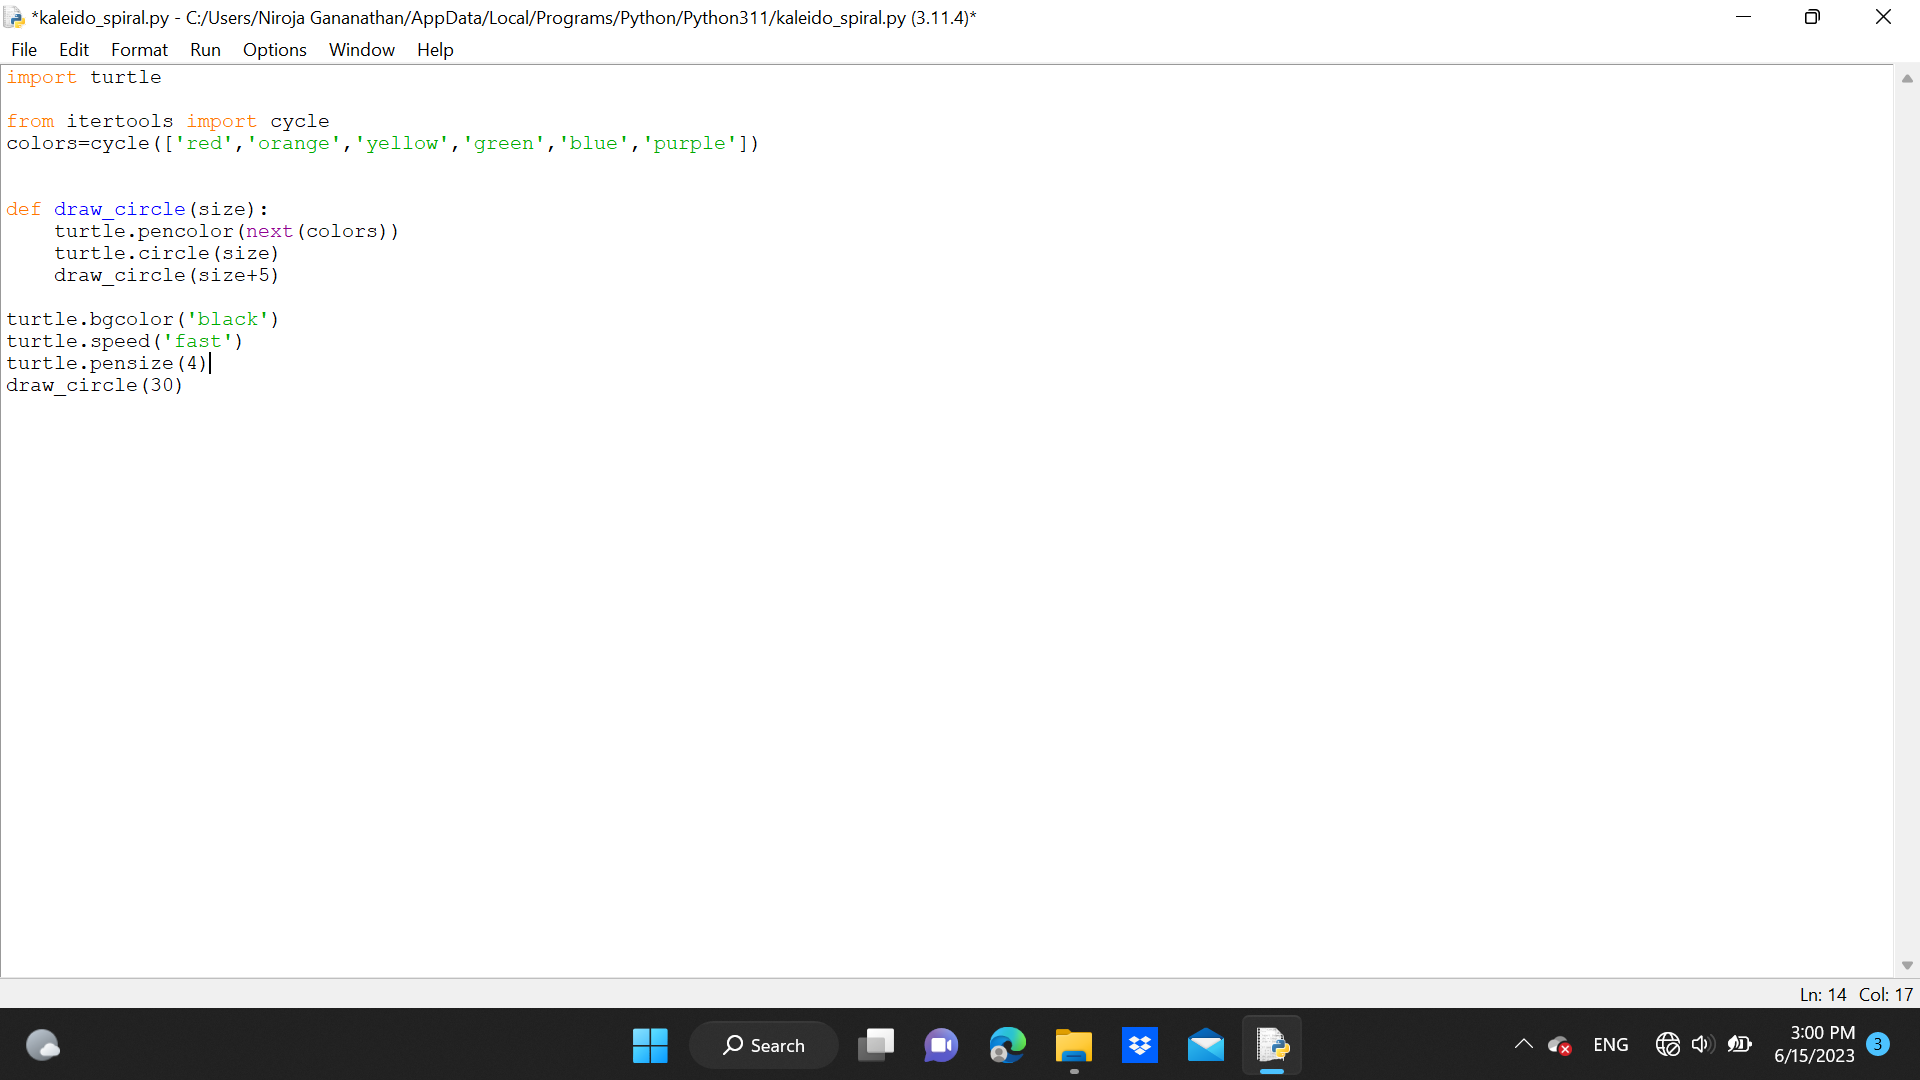 *kaleido_spiral.py - C:/Users/Niroja Gananathan/AppData/Local/Programs/Python/Python311/kaleido_spiral.py (3.11.4)*
File Edit Format Run Options Window Help
import turtle
from itertools import cycle
colors=cycle(['red','orange','yellow','green','blue','purple'])
def draw_circle(size):
    turtle.pencolor(next(colors))
    turtle.circle(size)
    draw_circle(size+5)
turtle.bgcolor('black')
turtle.speed('fast')
turtle.pensize(4)
draw_circle(30)
Ln: 14 Col: 17
Search
ENG
3:00 PM
6/15/2023
3